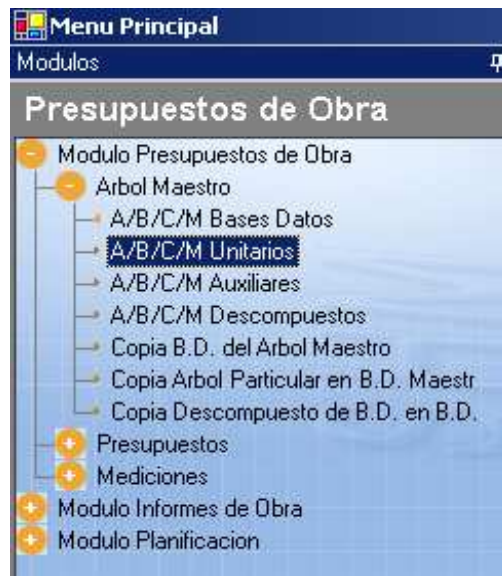 Menu Principal
Modulos
Presupuestos de Obra
Modulo Presupuestos de Obra
Arbol Maestro
A/B/C/M Bases Datos
A/B/C/M Unitarios
A/B/C/M Auxiliares
A/B/C/M Descompuestos
Copia B.D. del Arbol Maestro
Copia Arbol Particular en B.D. Maestr
Copia Descompuesto de B.D. en B.D.
Presupuestos
Mediciones
Modulo Informes de Obra
Modulo Planificacion